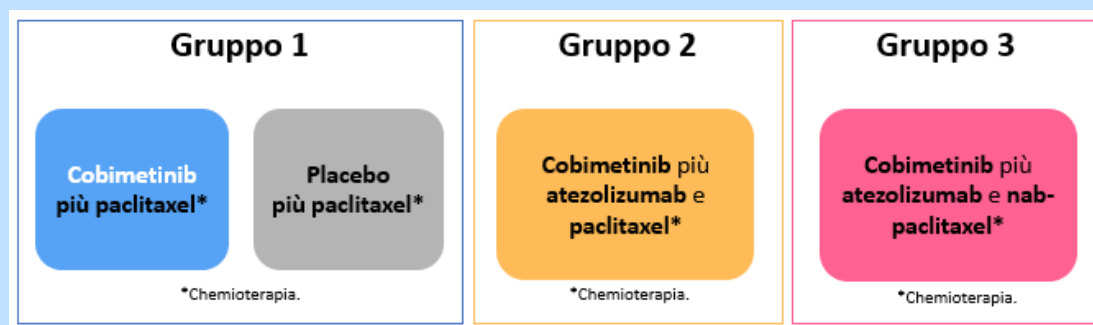 Gruppo 1
Cobimetinib
più paclitaxel*
Placebo
più paclitaxel*
*Chemioterapia.
Gruppo 2
Cobimetinib più
atezolizumab e
paclitaxel*
*Chemioterapia.
Gruppo 3
Cobimetinib più
atezolizumab e nab-
paclitaxel*
*Chemioterapia.